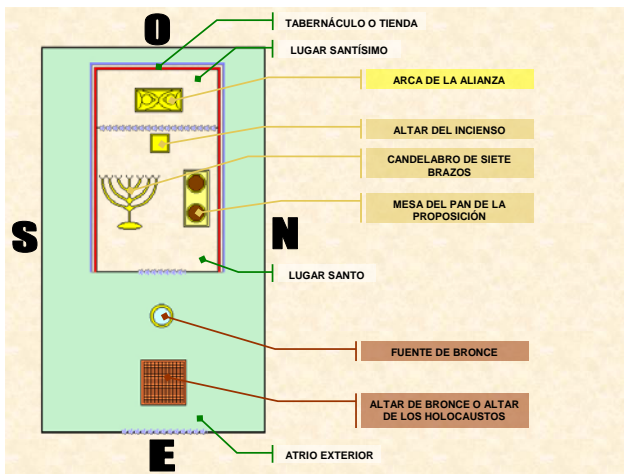 O
TABERNÁCULO O TIENDA
LUGAR SANTÍSIMO
ARCA DE LA ALIANZA
ALTAR DEL INCIENSO
CANDELABRO DE SIETE
BRAZOS
MESA DEL PAN DE LA
PROPOSICIÓN
S
N
LUGAR SANTO
FUENTE DE BRONCE
ALTAR DE BRONCE O ALTAR
DE LOS HOLOCAUSTOS
E
ATRIO EXTERIOR